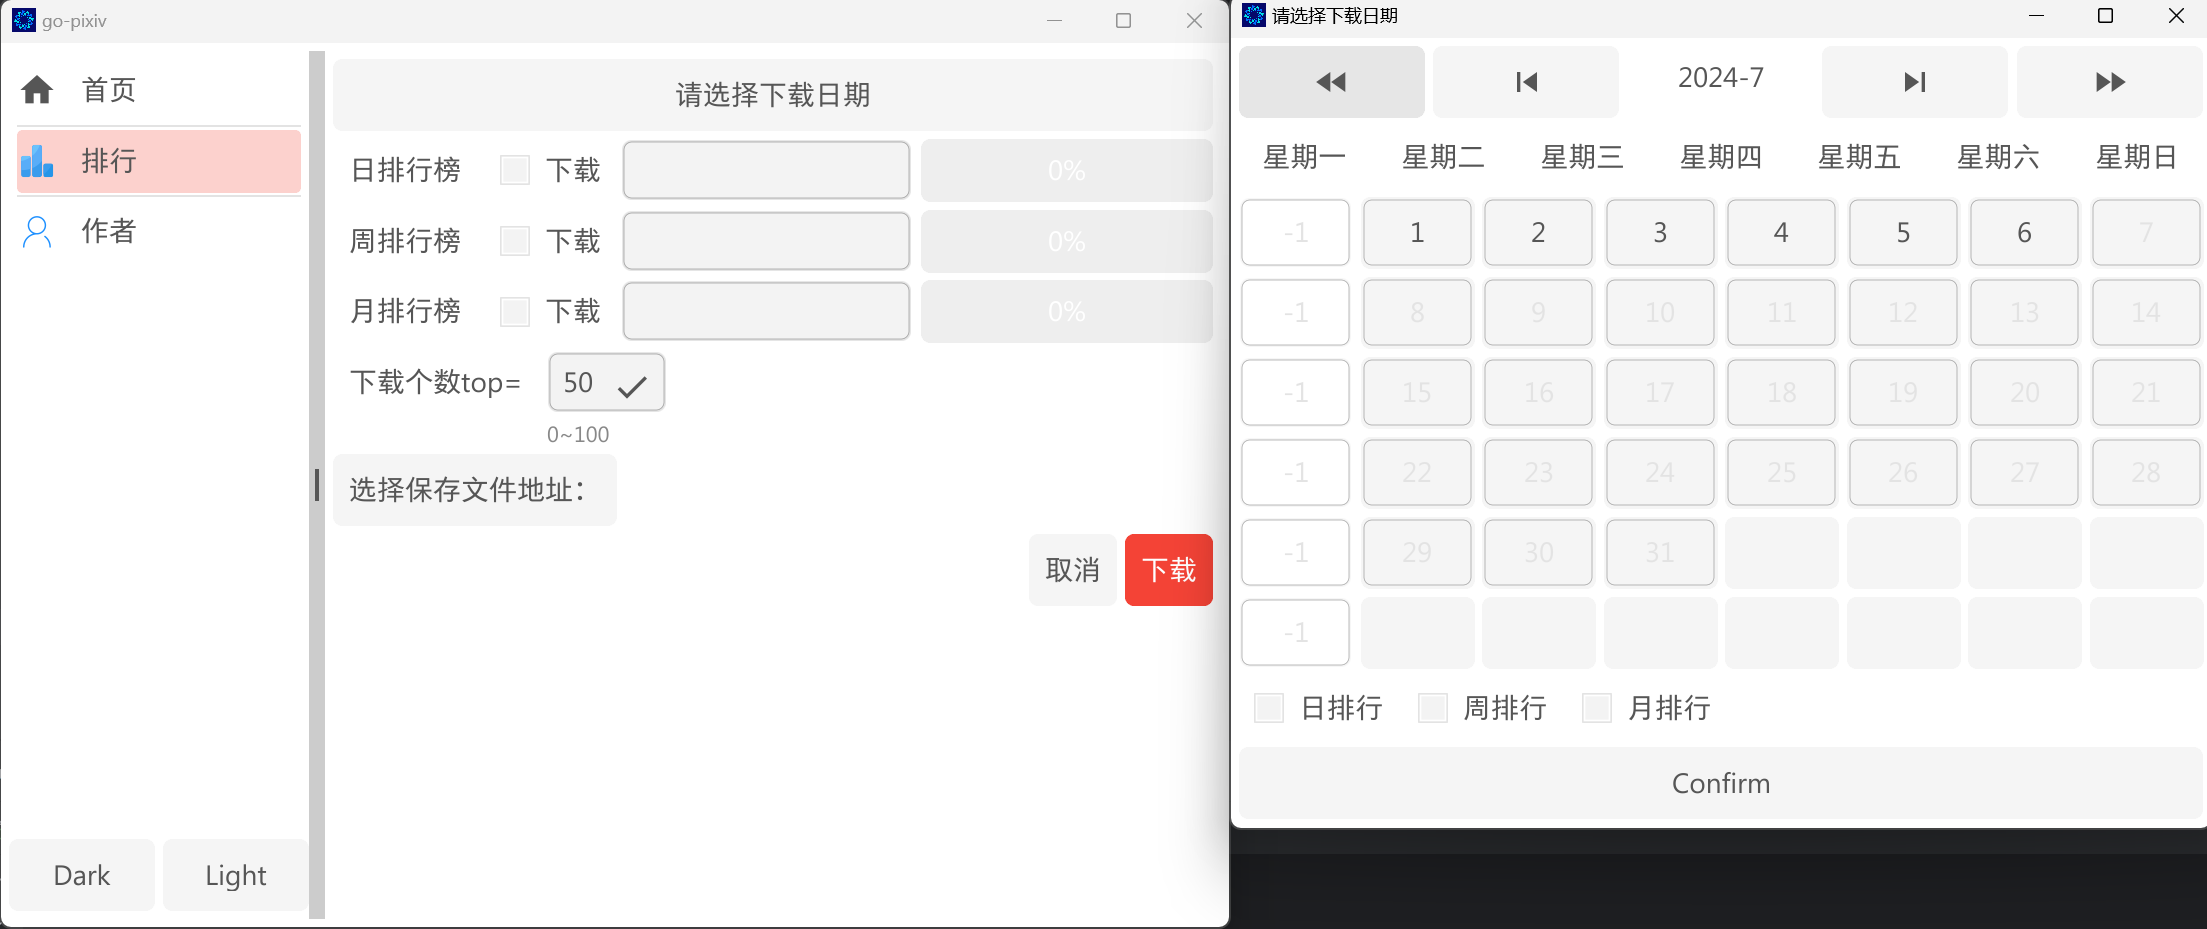 go-pixiv
首页
排行
作者
Dark
Light
请选择下载日期
日排行榜 下载 0%
周排行榜 下载 0%
月排行榜 下载 0%
下载个数top= 50
0~100
选择保存文件地址：
取消 下载
请选择下载日期
2024-7
星期一 星期二 星期三 星期四 星期五 星期六 星期日
-1 1 2 3 4 5 6 7
-1 8 9 10 11 12 13 14
-1 15 16 17 18 19 20 21
-1 22 23 24 25 26 27 28
-1 29 30 31
-1
日排行 周排行 月排行
Confirm